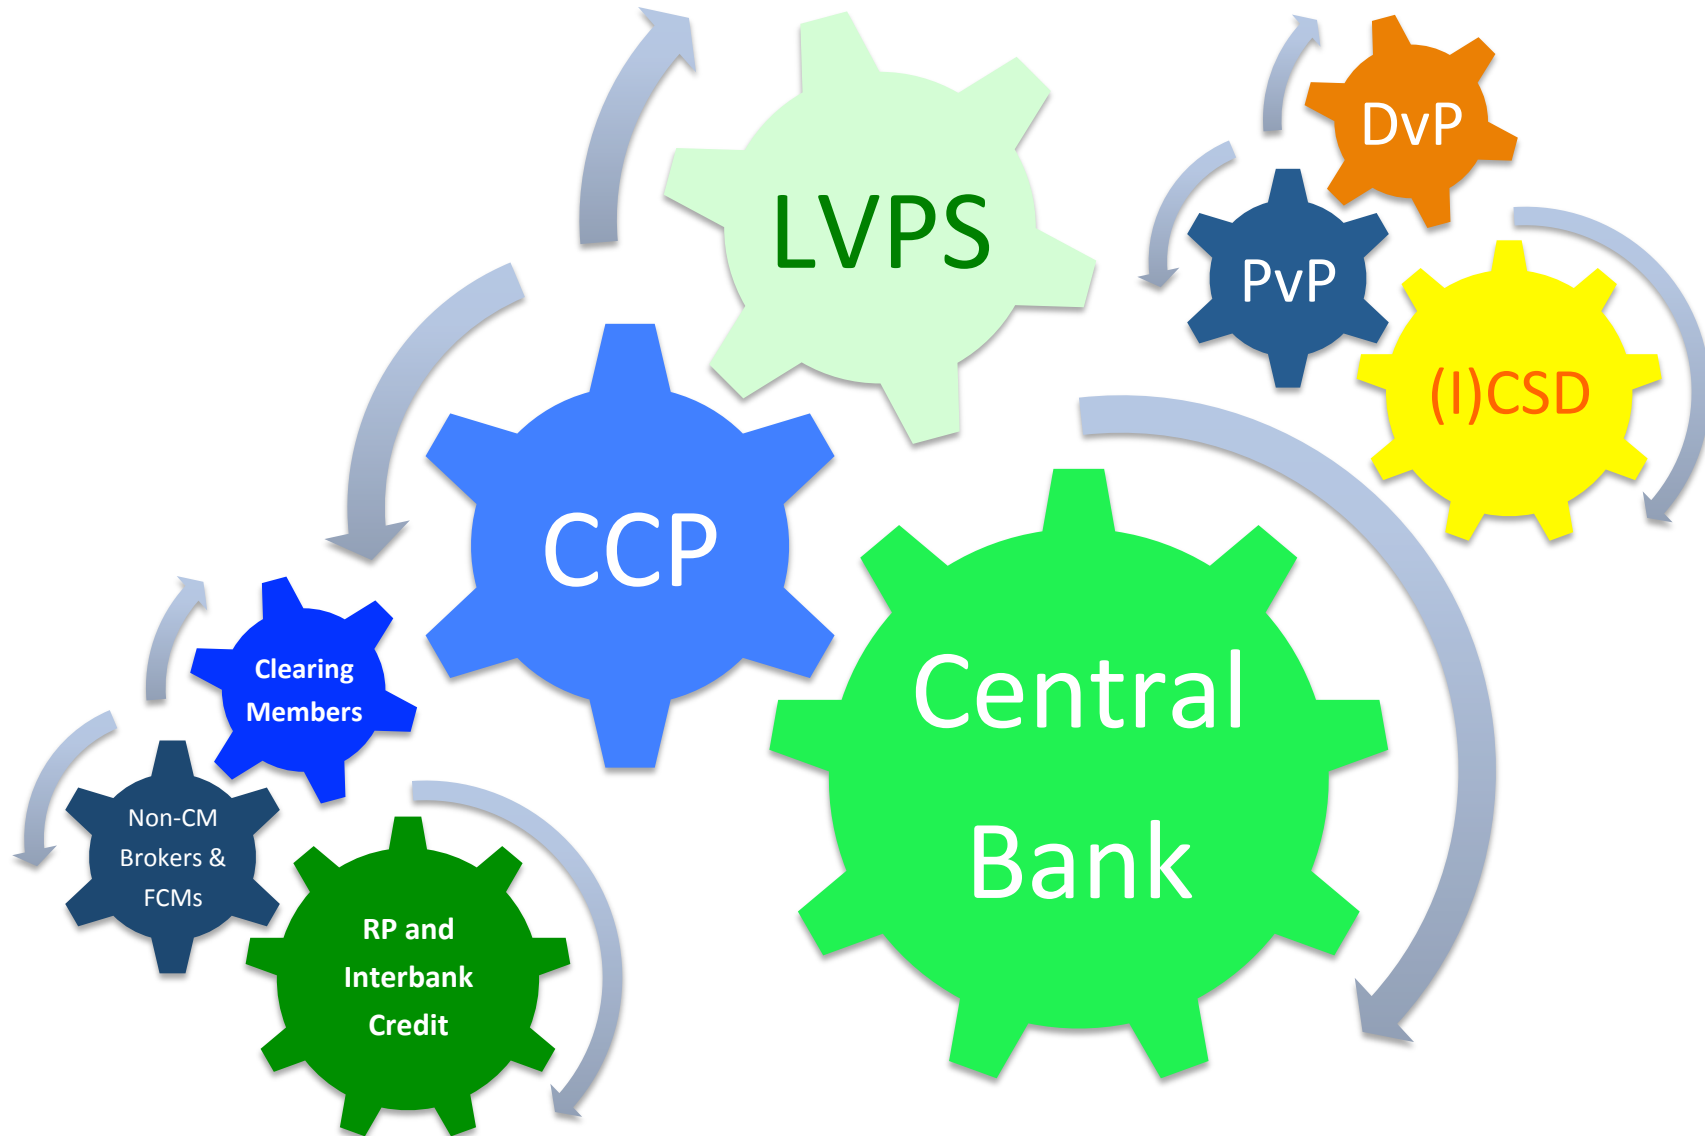 LVPS
DvP
PvP
(I)CSD
CCP
Central
Bank
Clearing
Members
Non-CM
Brokers &
FCMs
RP and
Interbank
Credit